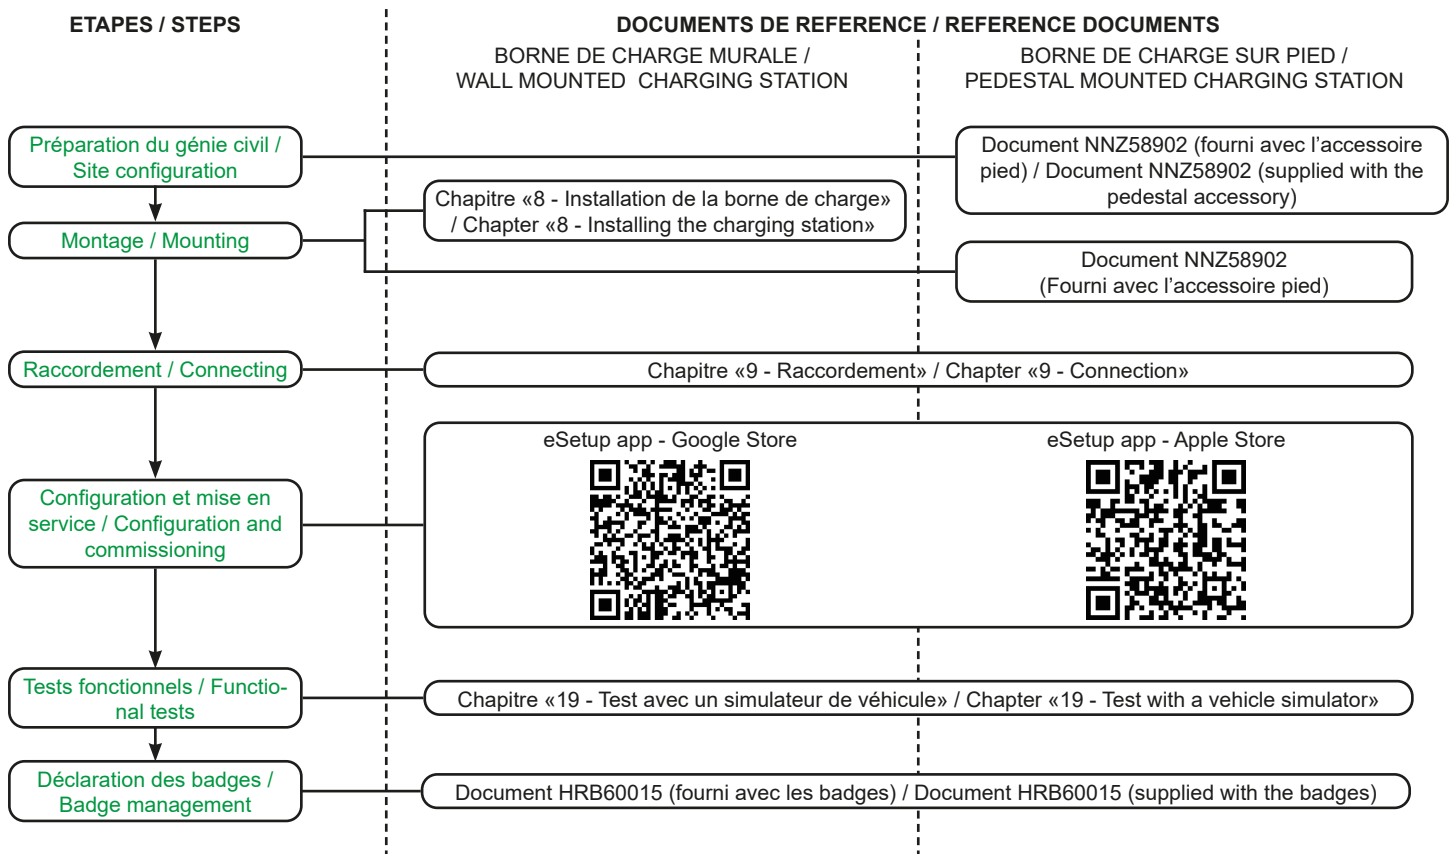 ETAPES / STEPS
DOCUMENTS DE REFERENCE / REFERENCE DOCUMENTS
BORNE DE CHARGE MURALE /
WALL MOUNTED CHARGING STATION
BORNE DE CHARGE SUR PIED /
PEDESTAL MOUNTED CHARGING STATION
Préparation du génie civil /
Site configuration
Document NNZ58902 (fourni avec l’accessoire
pied) / Document NNZ58902 (supplied with the
pedestal accessory)
Montage / Mounting
Chapitre «8 - Installation de la borne de charge»
/ Chapter «8 - Installing the charging station»
Document NNZ58902
(Fourni avec l’accessoire pied)
Raccordement / Connecting
Chapitre «9 - Raccordement» / Chapter «9 - Connection»
Configuration et mise en
service / Configuration and
commissioning
eSetup app - Google Store
eSetup app - Apple Store
Tests fonctionnels / Functio-
nal tests
Chapitre «19 - Test avec un simulateur de véhicule» / Chapter «19 - Test with a vehicle simulator»
Déclaration des badges /
Badge management
Document HRB60015 (fourni avec les badges) / Document HRB60015 (supplied with the badges)